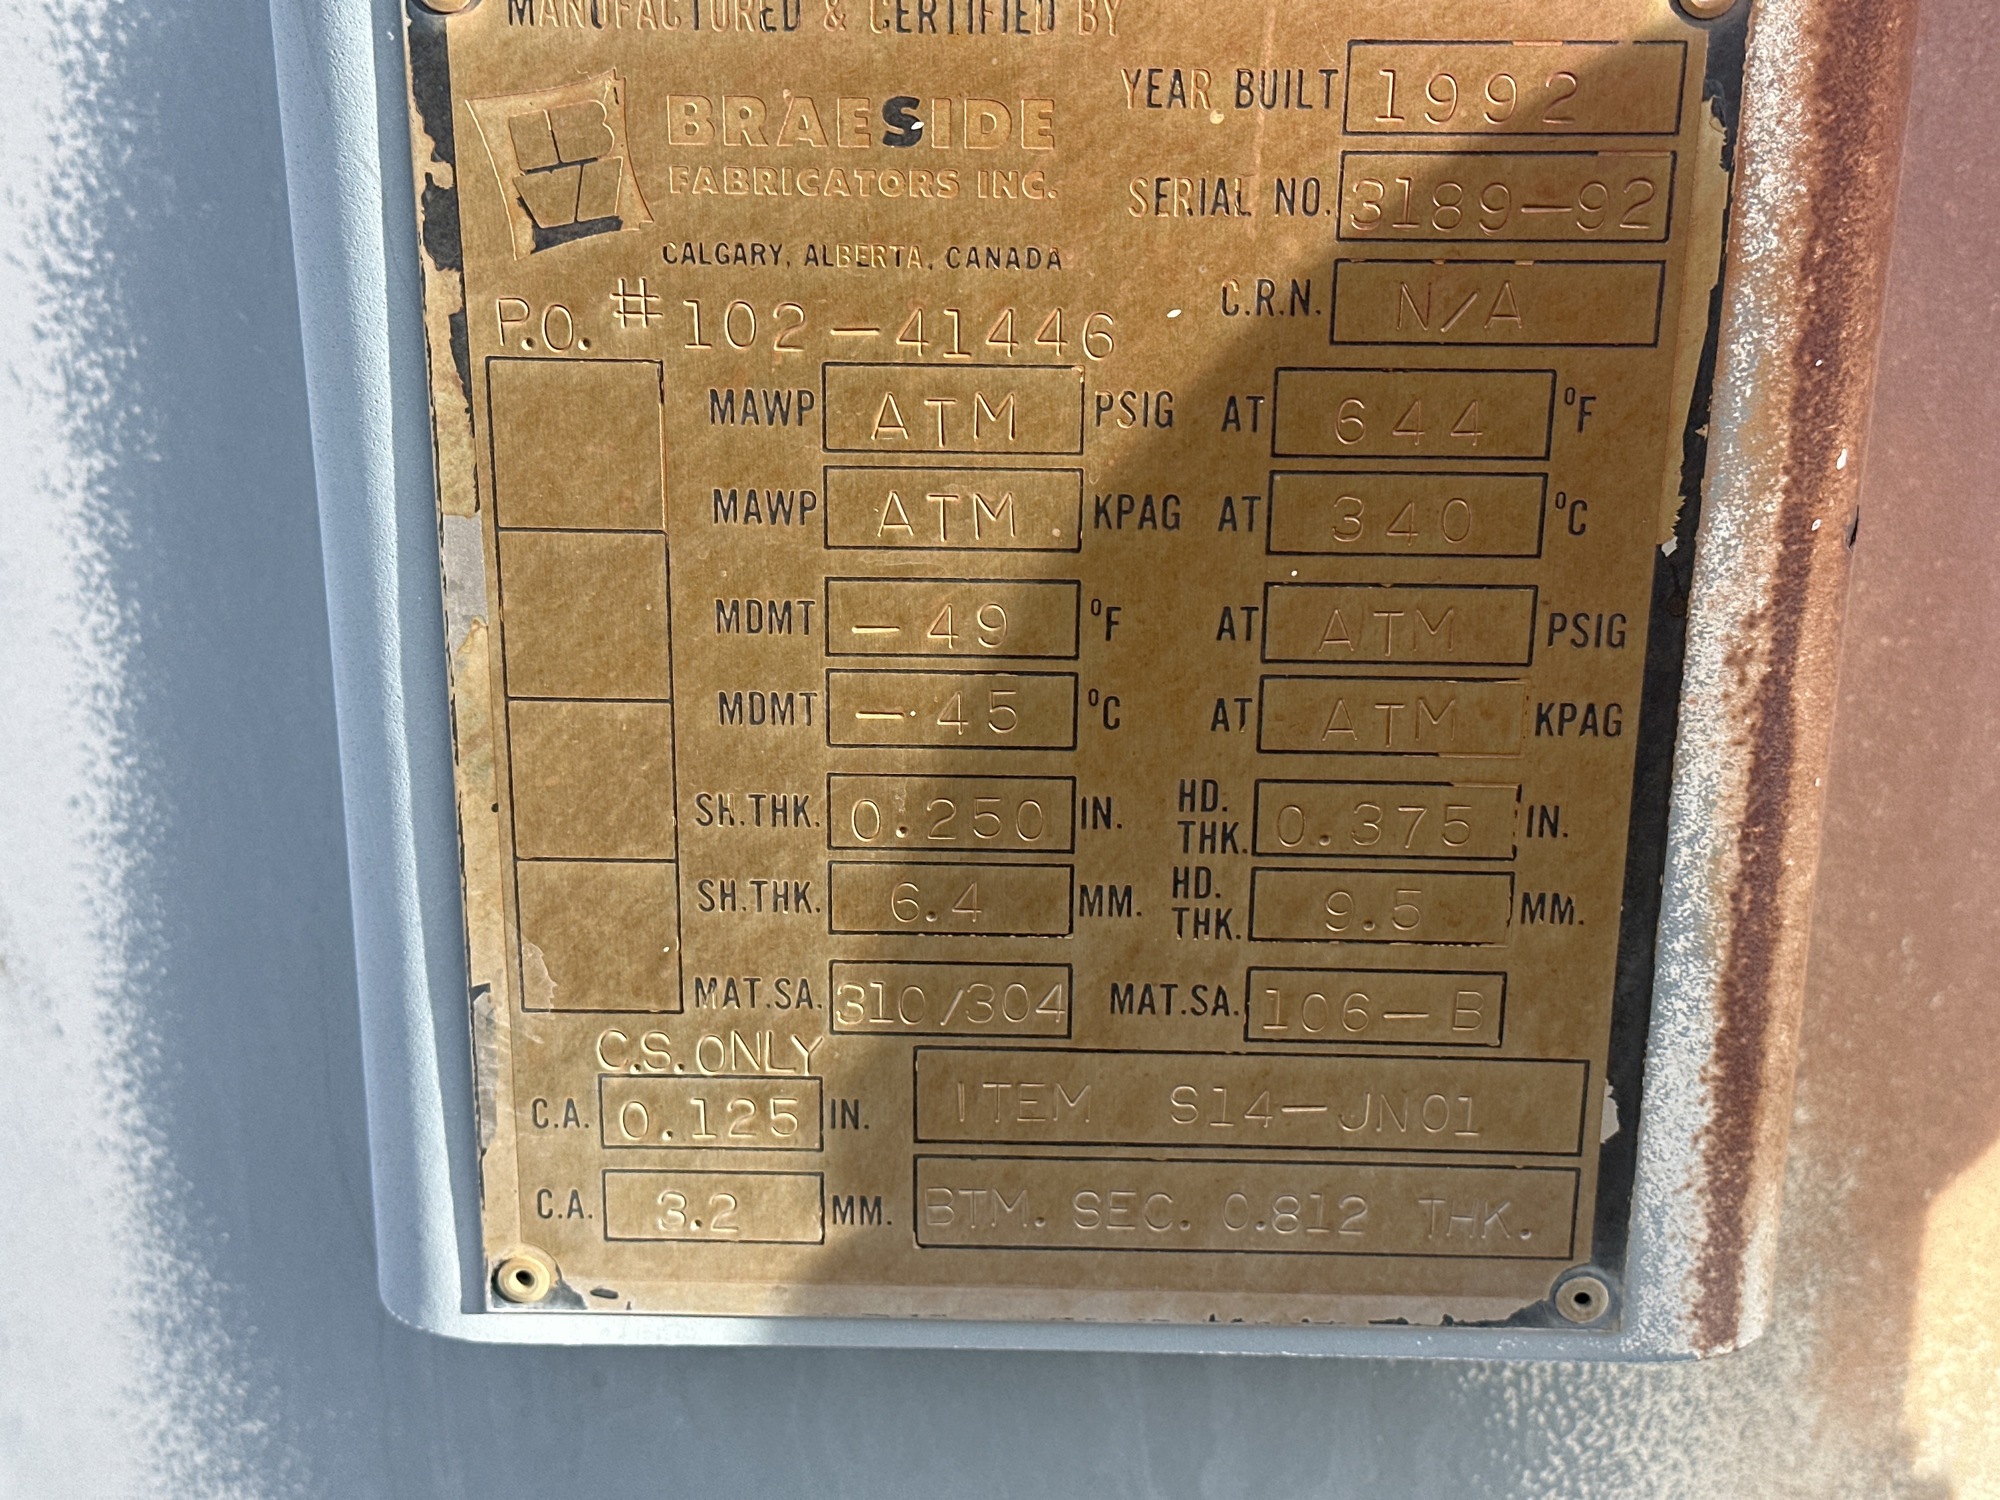 MANUFACTURED & CERTIFIED BY
BRAESIDE
FABRICATORS INC.
CALGARY, ALBERTA, CANADA
YEAR BUILT 1992
SERIAL NO. 3189-92
C.R.N. N/A
P.O. # 102-41446
MAWP ATM PSIG AT 644 °F
MAWP ATM KPAG AT 340 °C
MDMT -49 °F AT ATM PSIG
MDMT -45 °C AT ATM KPAG
SH.THK. 0.250 IN. HD. THK. 0.375 IN.
SH.THK. 6.4 MM. HD. THK. 9.5 MM.
MAT.SA. 310/304 MAT.SA. 106-B
C.S. ONLY
C.A. 0.125 IN. ITEM S14-JN01
C.A. 3.2 MM. BTM. SEC. 0.812 THK.